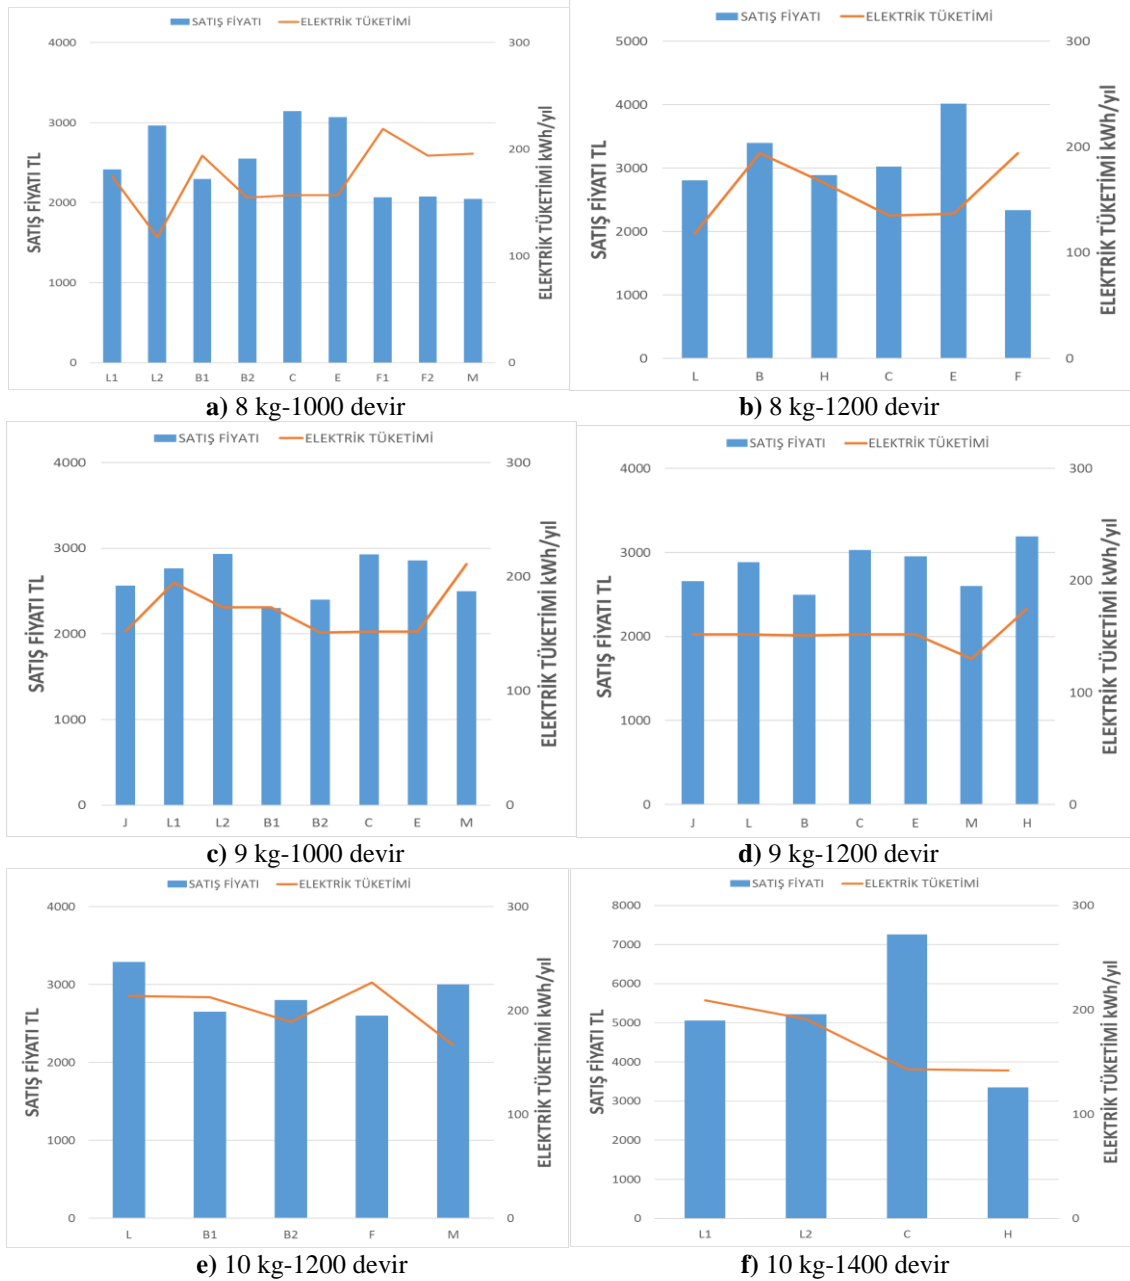 SATIŞ FİYATI ELEKTRİK TÜKETİMİ
4000 300
3000
200
2000
100
1000
0 0
SATIŞ FİYATI TL
ELEKTRİK TÜKETİMİ kWh/yıl
L1 L2 B1 B2 C E F1 F2 M
a) 8 kg-1000 devir
SATIŞ FİYATI ELEKTRİK TÜKETİMİ
5000 300
4000
200
3000
2000
100
1000
0 0
SATIŞ FİYATI TL
ELEKTRİK TÜKETİMİ kWh/yıl
L B H C E F
b) 8 kg-1200 devir
SATIŞ FİYATI ELEKTRİK TÜKETİMİ
4000 300
3000
200
2000
100
1000
0 0
SATIŞ FİYATI TL
ELEKTRİK TÜKETİMİ kWh/yıl
J L1 L2 B1 B2 C E M
c) 9 kg-1000 devir
SATIŞ FİYATI ELEKTRİK TÜKETİMİ
4000 300
3000
200
2000
100
1000
0 0
SATIŞ FİYATI TL
ELEKTRİK TÜKETİMİ kWh/yıl
J L B C E M H
d) 9 kg-1200 devir
SATIŞ FİYATI ELEKTRİK TÜKETİMİ
4000 300
3000
200
2000
100
1000
0 0
SATIŞ FİYATI TL
ELEKTRİK TÜKETİMİ kWh/yıl
L B1 B2 F M
e) 10 kg-1200 devir
SATIŞ FİYATI ELEKTRİK TÜKETİMİ
8000 300
7000
6000
200
5000
4000
3000
100
2000
1000
0 0
SATIŞ FİYATI TL
ELEKTRİK TÜKETİMİ kWh/yıl
L1 L2 C H
f) 10 kg-1400 devir